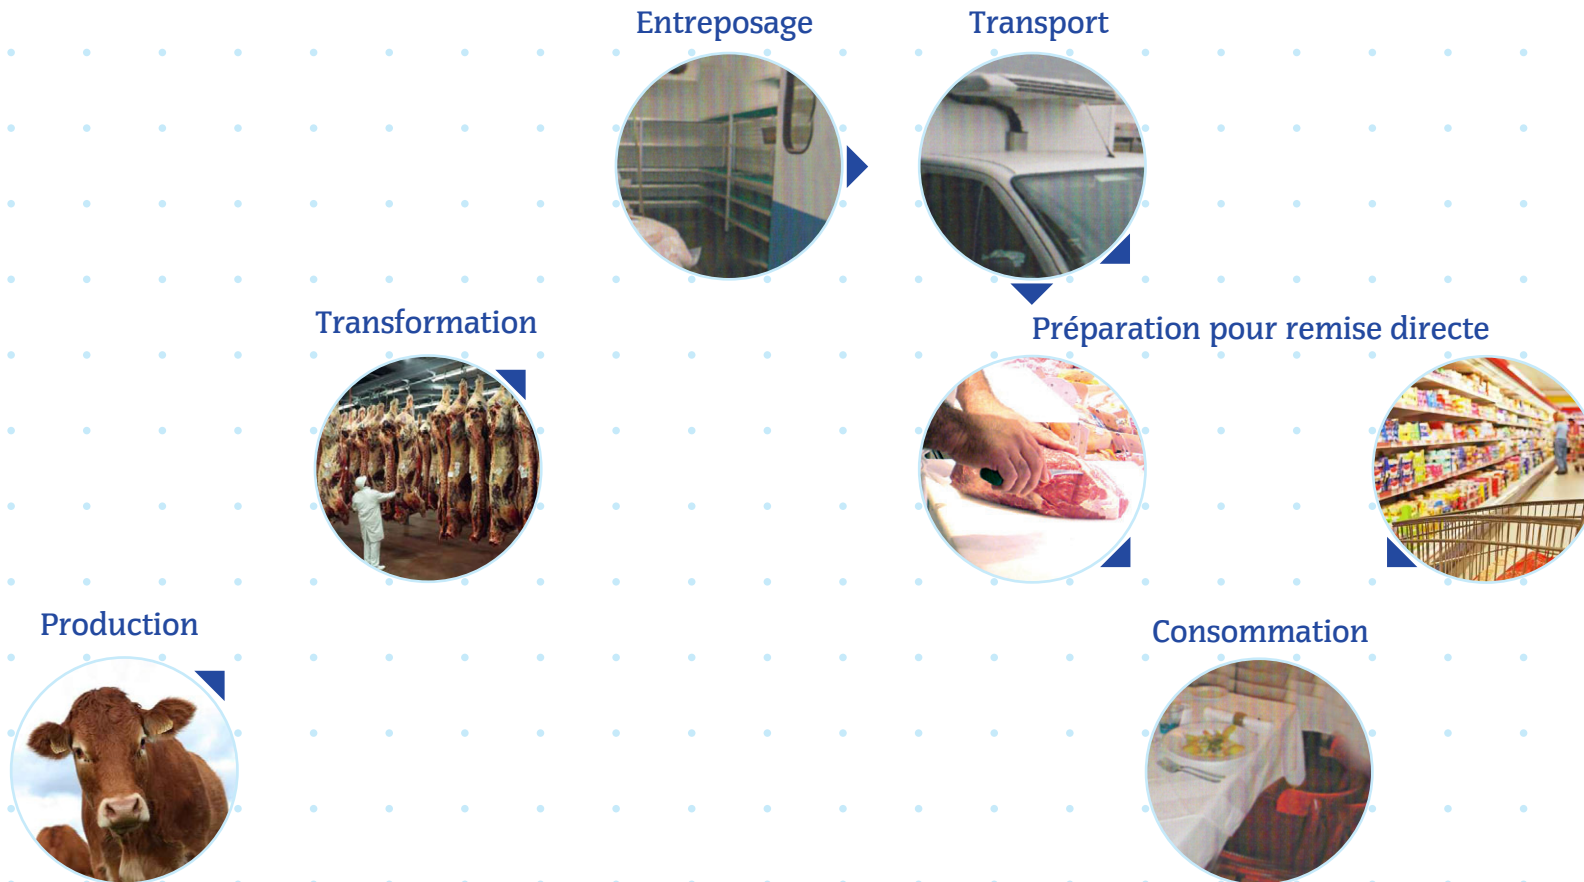 Entreposage
Transport
Transformation
Préparation pour remise directe
Production
Consommation